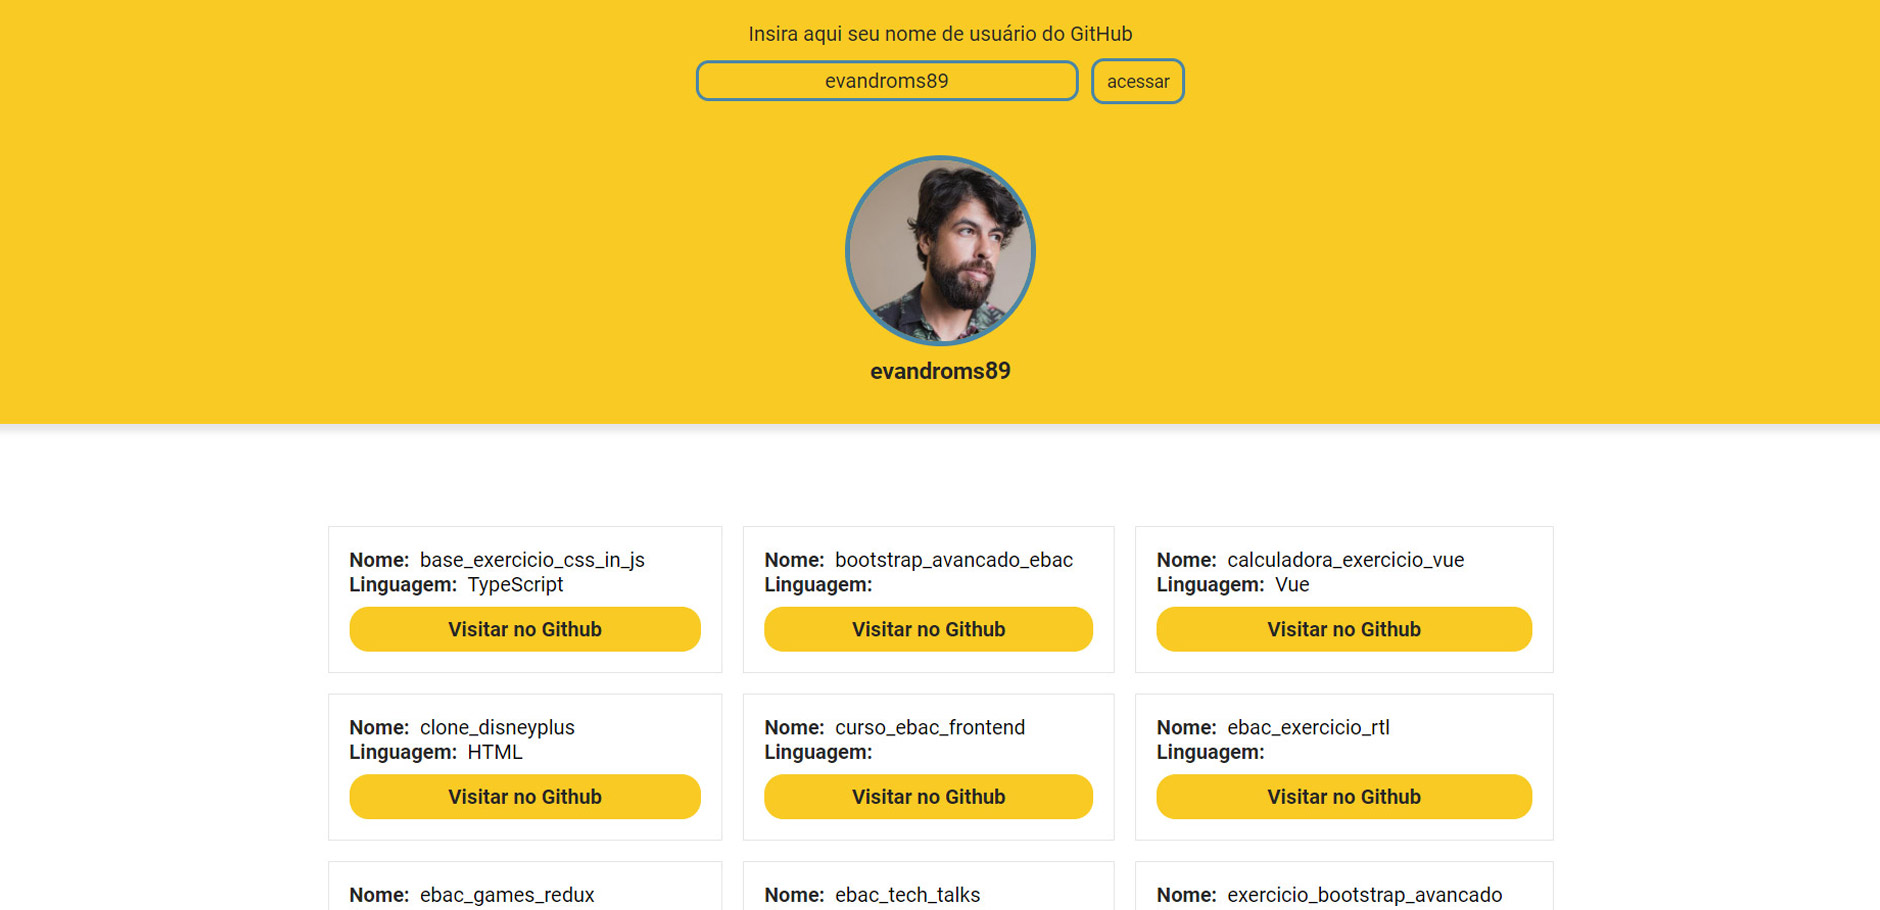 Insira aqui seu nome de usuário do GitHub
evandroms89 acessar
evandroms89
Nome: base_exercicio_css_in_js
Linguagem: TypeScript
Visitar no Github
Nome: bootstrap_avancado_ebac
Linguagem:
Visitar no Github
Nome: calculadora_exercicio_vue
Linguagem: Vue
Visitar no Github
Nome: clone_disneyplus
Linguagem: HTML
Visitar no Github
Nome: curso_ebac_frontend
Linguagem:
Visitar no Github
Nome: ebac_exercicio_rtl
Linguagem:
Visitar no Github
Nome: ebac_games_redux
Nome: ebac_tech_talks
Nome: exercicio_bootstrap_avancado